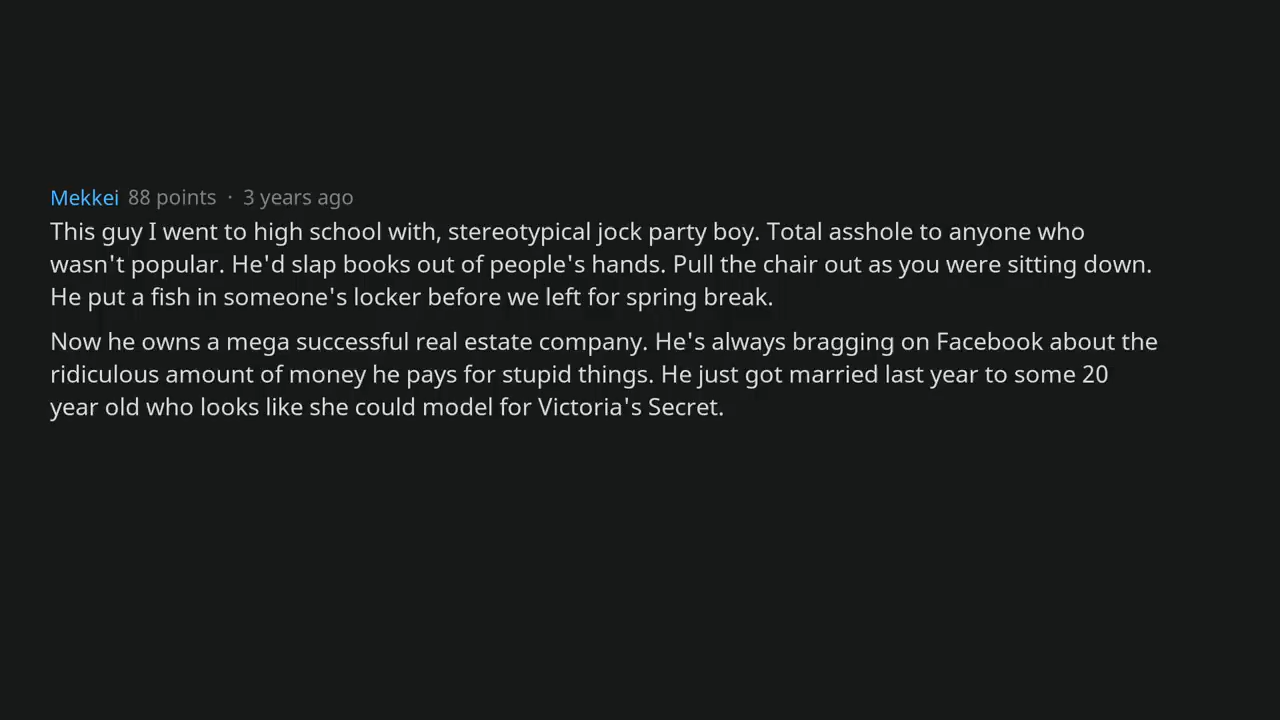 Mekkei 88 points · 3 years ago
This guy I went to high school with, stereotypical jock party boy. Total asshole to anyone who
wasn't popular. He'd slap books out of people's hands. Pull the chair out as you were sitting down.
He put a fish in someone's locker before we left for spring break.
Now he owns a mega successful real estate company. He's always bragging on Facebook about the
ridiculous amount of money he pays for stupid things. He just got married last year to some 20
year old who looks like she could model for Victoria's Secret.